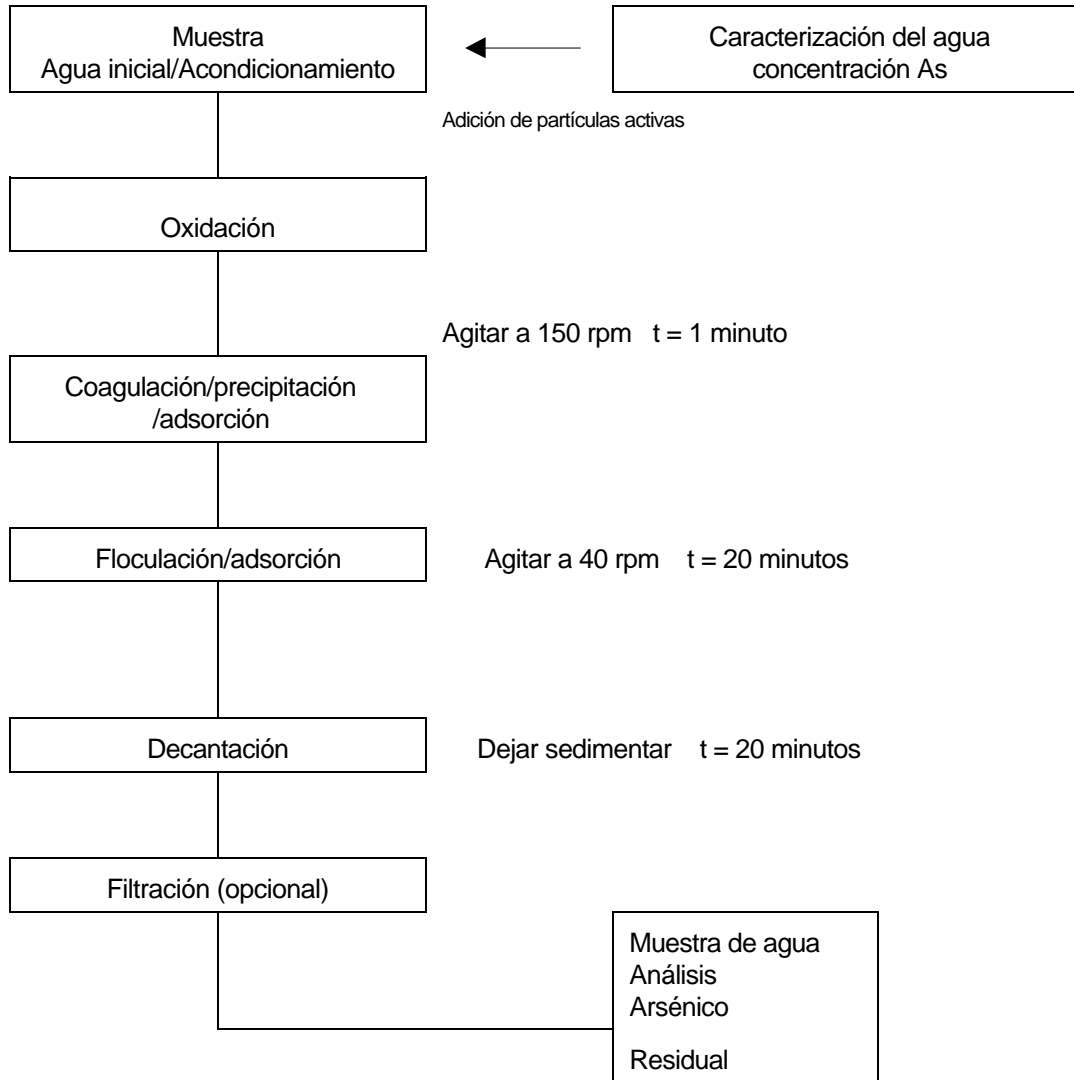 Muestra
Agua inicial/Acondicionamiento
Caracterización del agua
concentración As
Adición de partículas activas
Oxidación
Agitar a 150 rpm t = 1 minuto
Coagulación/precipitación
/adsorción
Floculación/adsorción
Agitar a 40 rpm t = 20 minutos
Decantación
Dejar sedimentar t = 20 minutos
Filtración (opcional)
Muestra de agua
Análisis
Arsénico
Residual